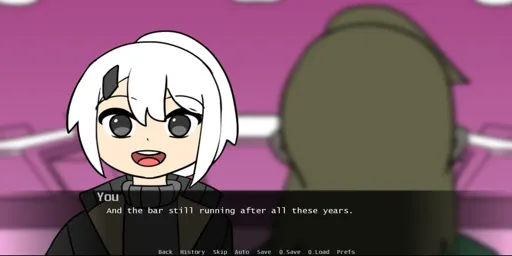 You
And the bar still running after all these years.
Back History Skip Auto Save Q.Save Q.Load Prefs